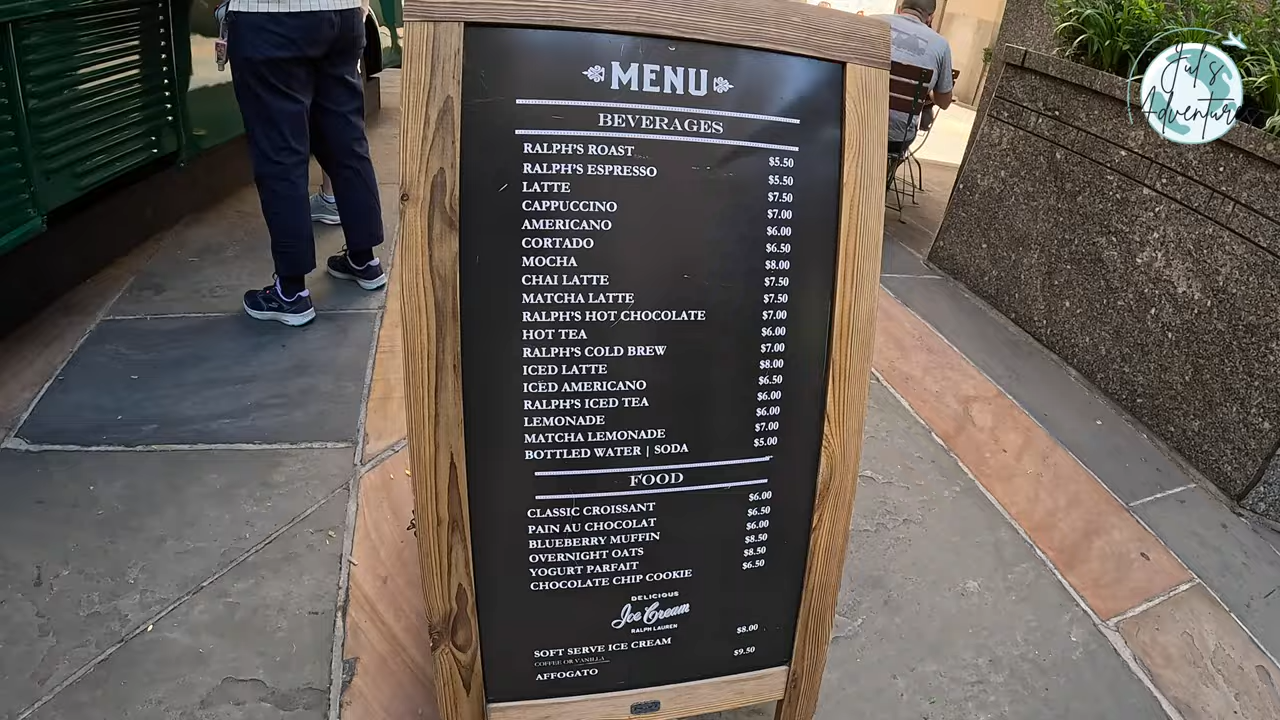 MENU
BEVERAGES
RALPH'S ROAST $5.50
RALPH'S ESPRESSO $5.50
LATTE $7.50
CAPPUCCINO $7.00
AMERICANO $6.00
CORTADO $6.50
MOCHA $8.00
CHAI LATTE $7.50
MATCHA LATTE $7.50
RALPH'S HOT CHOCOLATE $7.00
HOT TEA $6.00
RALPH'S COLD BREW $7.00
ICED LATTE $8.00
ICED AMERICANO $6.50
RALPH'S ICED TEA $6.00
LEMONADE $6.00
MATCHA LEMONADE $7.00
BOTTLED WATER | SODA $5.00
FOOD
CLASSIC CROISSANT $6.00
PAIN AU CHOCOLAT $6.50
BLUEBERRY MUFFIN $6.00
OVERNIGHT OATS $8.50
YOGURT PARFAIT $8.50
CHOCOLATE CHIP COOKIE $6.50
DELICIOUS
Ice Cream
RALPH LAUREN
SOFT SERVE ICE CREAM $8.00
COFFEE OR VANILLA
AFFOGATO $9.50
Jul's
Adventure